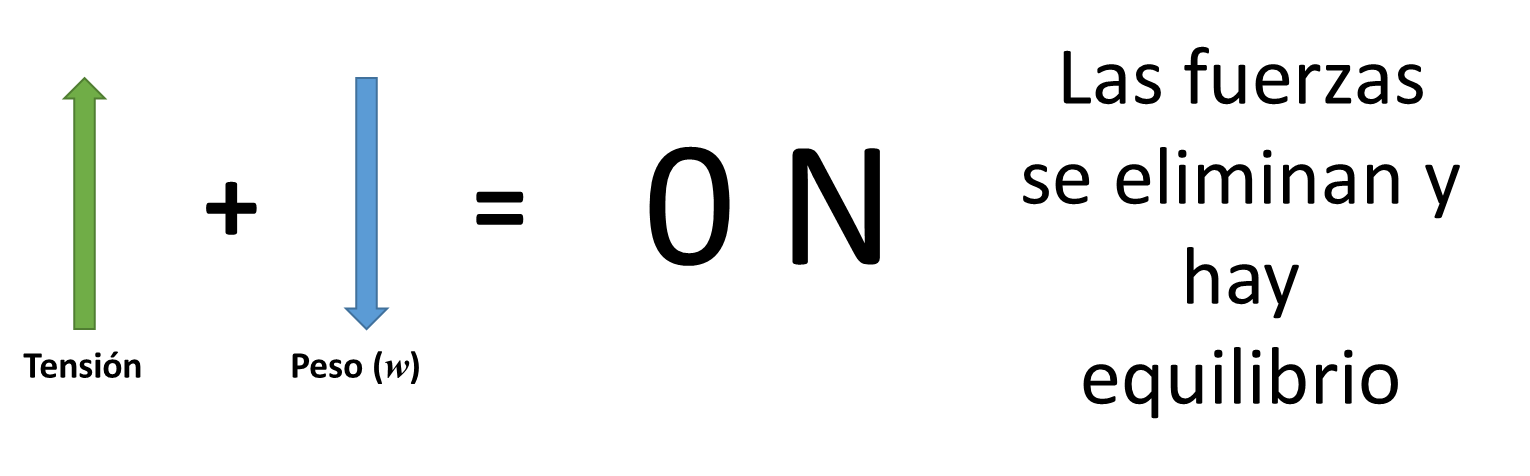 Las fuerzas
se eliminan y
hay
equilibrio
+ = 0 N
Tensión Peso (w)